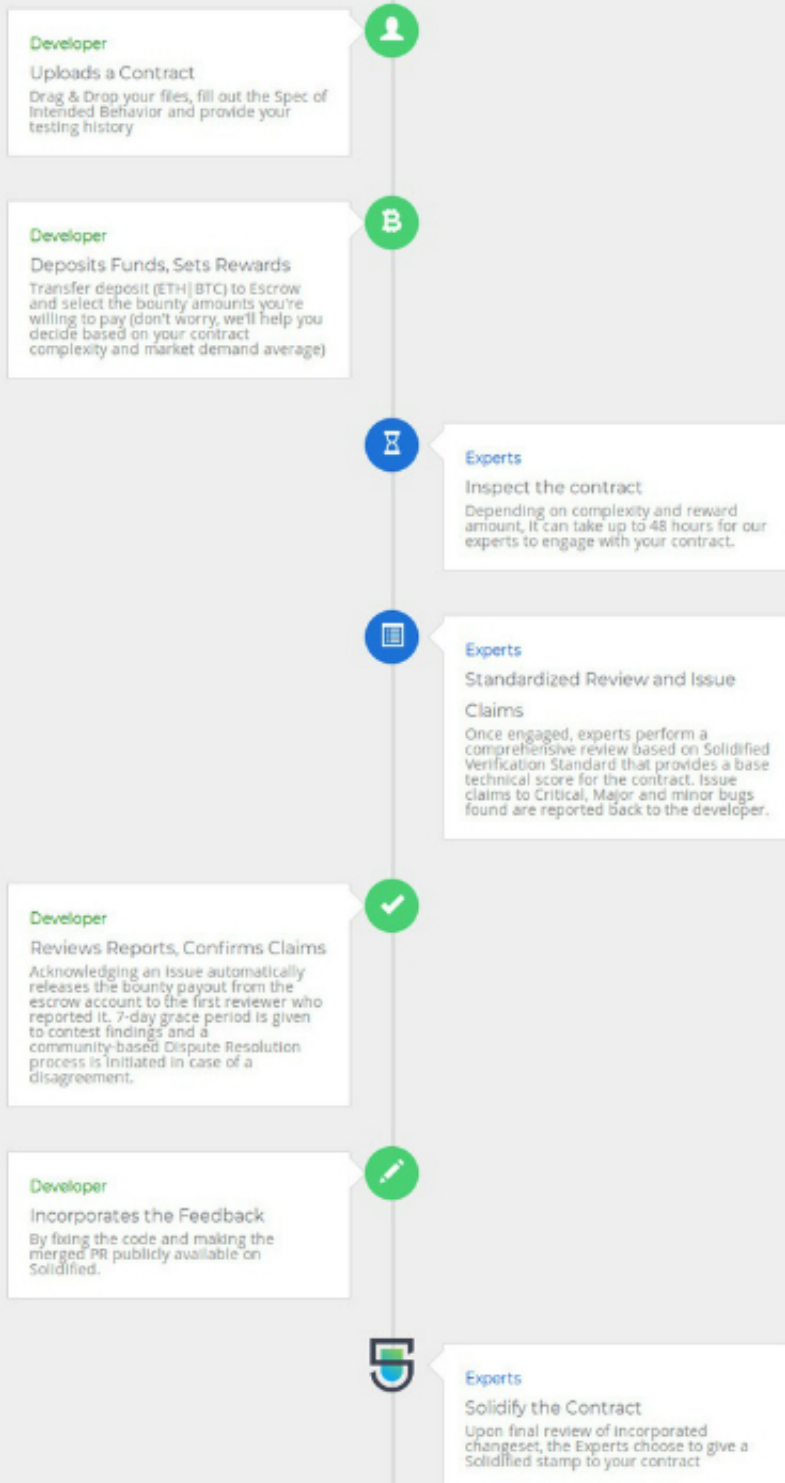 Developer
Uploads a Contract
Drag & Drop your files, fill out the Spec of
Intended Behavior and provide your
testing history
Developer
Deposits Funds, Sets Rewards
Transfer deposit (ETH|BTC) to Escrow
and select the bounty amounts you're
willing to pay (don't worry, we'll help you
decide based on your contract
complexity and market demand average)
Experts
Inspect the contract
Depending on complexity and reward
amount, it can take up to 48 hours for our
experts to engage with your contract.
Experts
Standardized Review and Issue
Claims
Once engaged, experts perform a
comprehensive review based on Solidified
Verification Standard that provides a base
technical score for the contract. Issue
claims to Critical, Major and minor bugs
found are reported back to the developer.
Developer
Reviews Reports, Confirms Claims
Acknowledging an issue automatically
releases the bounty payout from the
escrow account to the first reviewer who
reported it. 7-day grace period is given
to contest findings and a
community-based Dispute Resolution
process is initiated in case of a
disagreement.
Developer
Incorporates the Feedback
By fixing the code and making the
merged PR publicly available on
Solidified.
Experts
Solidify the Contract
Upon final review of incorporated
changeset, the Experts choose to give a
Solidified stamp to your contract